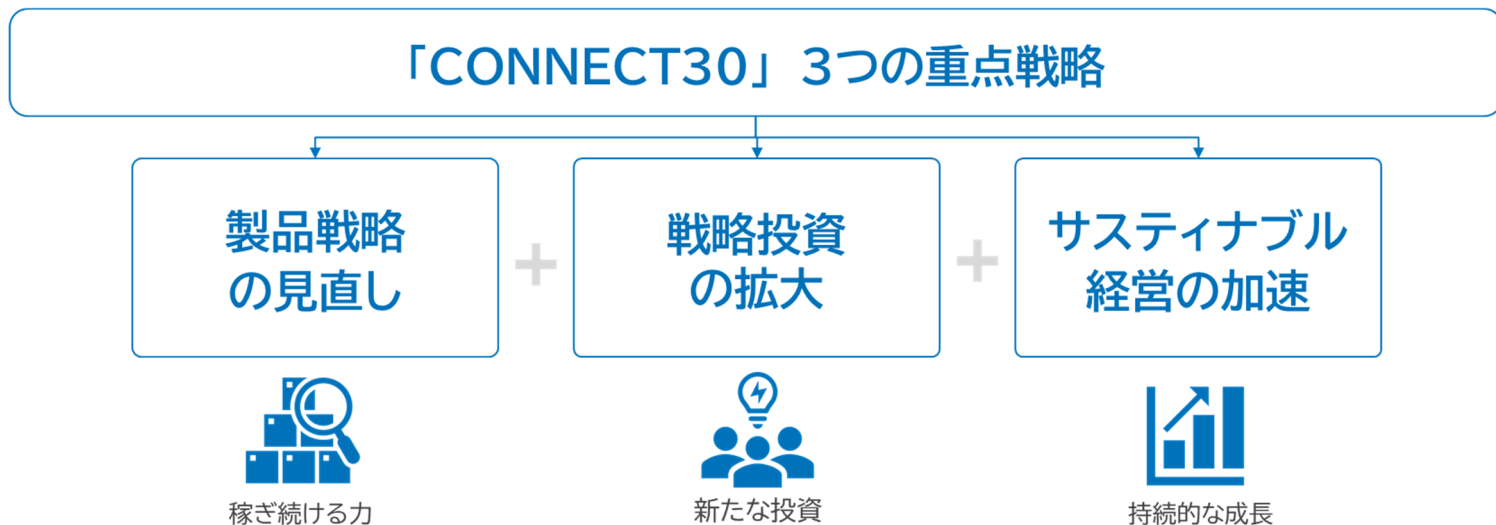 「CONNECT30」 3つの重点戦略
製品戦略
の見直し
戦略投資
の拡大
サスティナブル
経営の加速
稼ぎ続ける力
新たな投資
持続的な成長